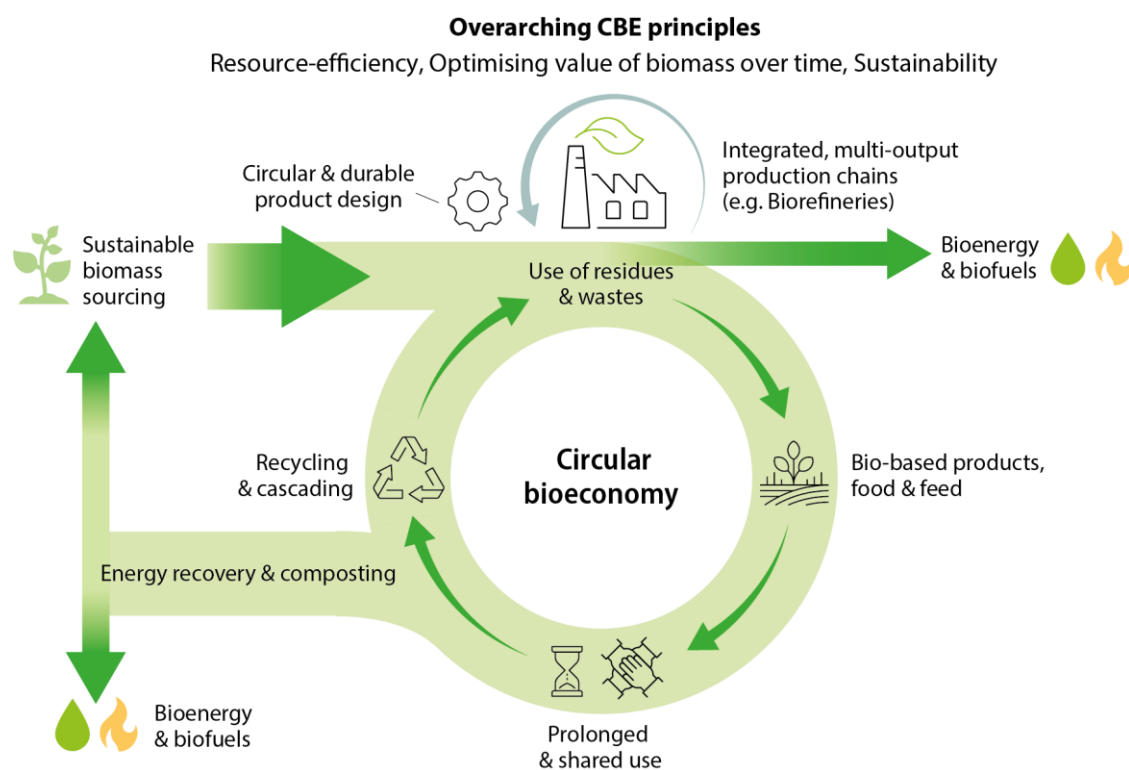 Overarching CBE principles
Resource-efficiency, Optimising value of biomass over time, Sustainability
Circular & durable
product design
Integrated, multi-output
production chains
(e.g. Biorefineries)
Sustainable
biomass
sourcing
Use of residues
& wastes
Bioenergy
& biofuels
Recycling
& cascading
Circular
bioeconomy
Bio-based products,
food & feed
Energy recovery & composting
Bioenergy
& biofuels
Prolonged
& shared use